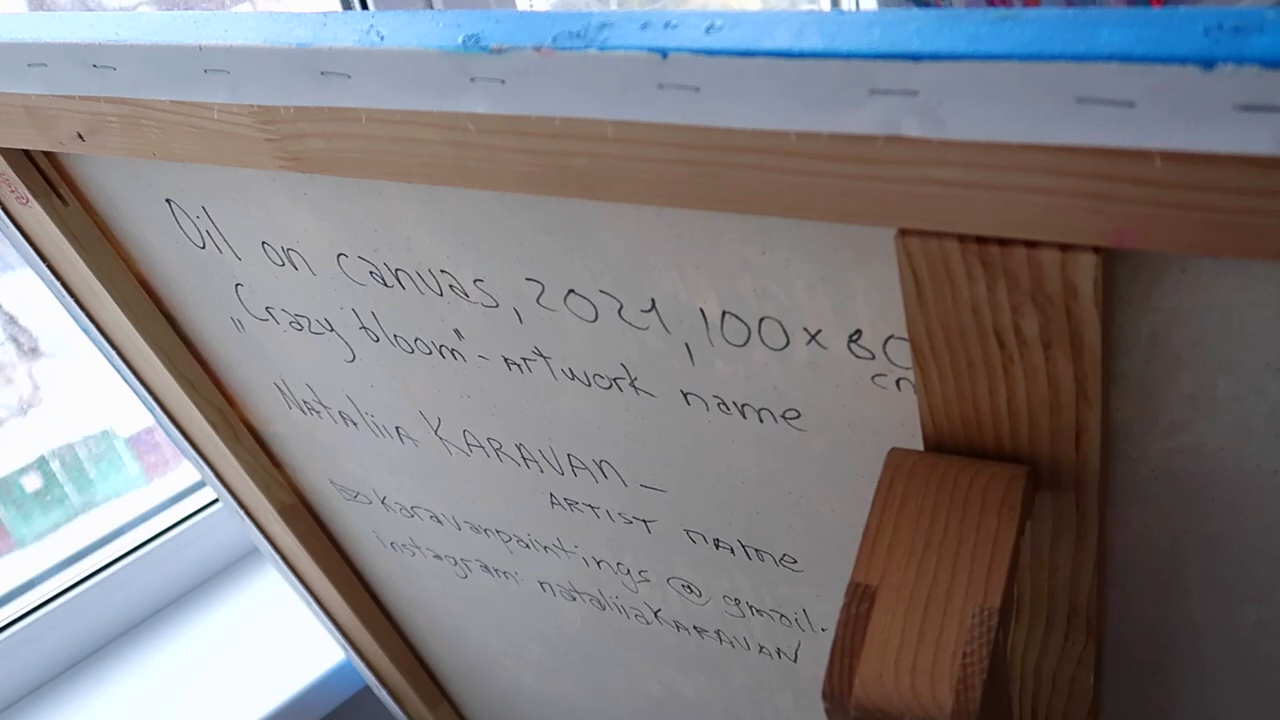 Oil on canvas, 2021, 100 x 80
cm
„Crazy bloom" - artwork name
NATALIIA KARAVAN -
ARTIST name
karavanpaintings @ gmail.
instagram: nataliiaKARAVAN